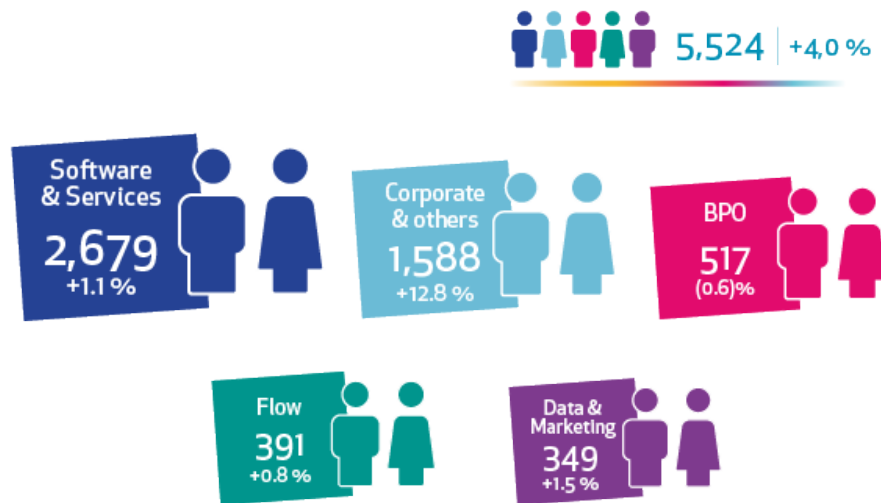 5,524 +4,0 %
Software
& Services
2,679
+1.1 %
Corporate
& others
1,588
+12.8 %
BPO
517
(0.6)%
Flow
391
+0.8 %
Data &
Marketing
349
+1.5 %